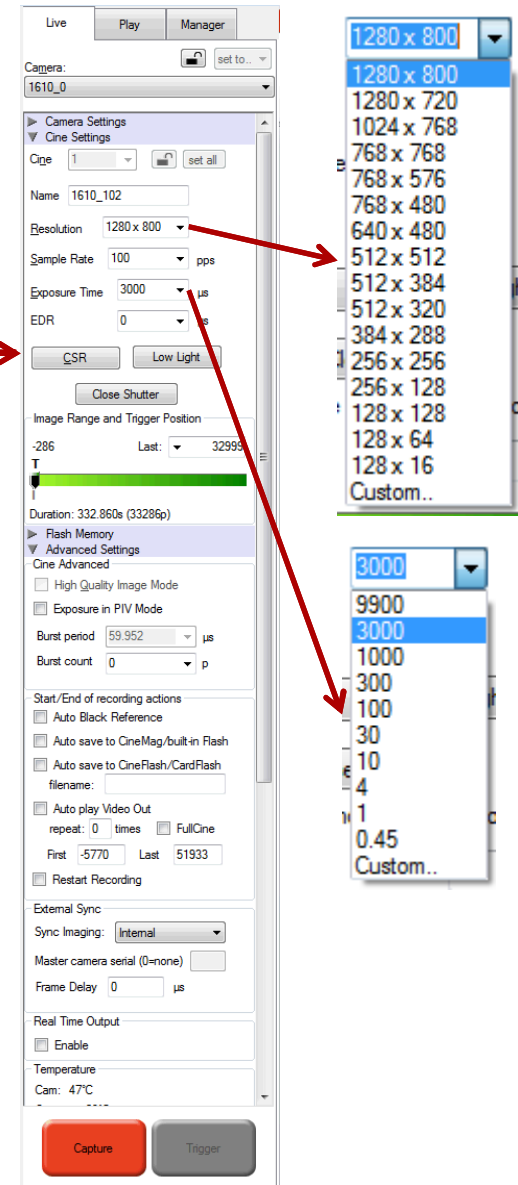 Live Play Manager
Camera: set to..
1610_0
Camera Settings
Cine Settings
Cine 1 set all
Name 1610_102
Resolution 1280 x 800
Sample Rate 100 pps
Exposure Time 3000 µs
EDR 0
CSR Low Light
Close Shutter
Image Range and Trigger Position
-286 Last: 32999
T
Duration: 332.860s (33286p)
Flash Memory
Advanced Settings
Cine Advanced
High Quality Image Mode
Exposure in PIV Mode
Burst period 59.952 µs
Burst count 0 p
Start/End of recording actions
Auto Black Reference
Auto save to CineMag/built-in Flash
Auto save to CineFlash/CardFlash
filename:
Auto play Video Out
repeat: 0 times FullCine
First -5770 Last 51933
Restart Recording
External Sync
Sync Imaging: Internal
Master camera serial (0=none)
Frame Delay 0 µs
Real Time Output
Enable
Temperature
Cam: 47°C
Capture Trigger
1280 x 800
1280 x 800
1280 x 720
1024 x 768
768 x 768
768 x 576
768 x 480
640 x 480
512 x 512
512 x 384
512 x 320
384 x 288
256 x 256
256 x 128
128 x 128
128 x 64
128 x 16
Custom..
3000
9900
3000
1000
300
100
30
10
4
1
0.45
Custom..